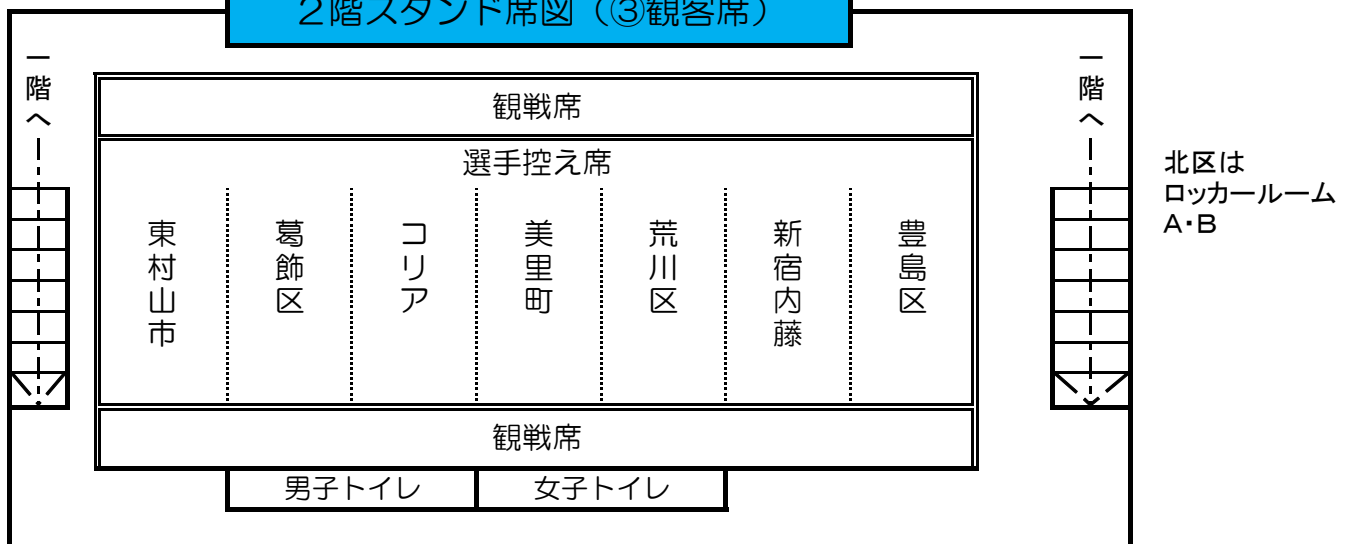 ２階スタンド席図（③観客席）
一階へ
一階へ
観戦席
選手控え席
東村山市
葛飾区
コリア
美里町
荒川区
新宿内藤
豊島区
北区は
ロッカールーム
A・B
観戦席
男子トイレ
女子トイレ